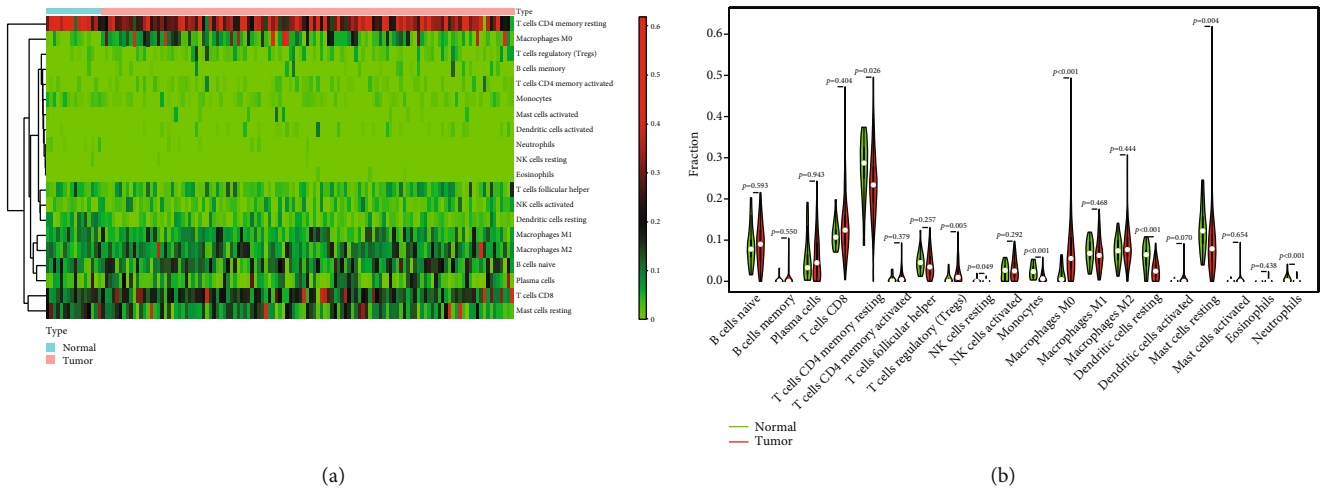 Type
T cells CD4 memory resting
Macrophages M0
T cells regulatory (Tregs)
B cells memory
T cells CD4 memory activated
Monocytes
Mast cells activated
Dendritic cells activated
Neutrophils
NK cells resting
Eosinophils
T cells follicular helper
NK cells activated
Dendritic cells resting
Macrophages M1
Macrophages M2
B cells naive
Plasma cells
T cells CD8
Mast cells resting
0.6
0.5
0.4
0.3
0.2
0.1
0
Type
Normal
Tumor
(a)
Fraction
0.6
0.5
0.4
0.3
0.2
0.1
0.0
p=0.593
p=0.550
p=0.943
p=0.404
p=0.026
p=0.379
p=0.257
p=0.005
p=0.049
p=0.292
p<0.001
p<0.001
p=0.468
p=0.444
p<0.001
p=0.070
p=0.004
p=0.654
p=0.438
p<0.001
B cells naive
B cells memory
Plasma cells
T cells CD8
T cells CD4 memory resting
T cells CD4 memory activated
T cells follicular helper
T cells regulatory (Tregs)
NK cells resting
NK cells activated
Monocytes
Macrophages M0
Macrophages M1
Macrophages M2
Dendritic cells resting
Dendritic cells activated
Mast cells resting
Mast cells activated
Eosinophils
Neutrophils
Normal
Tumor
(b)